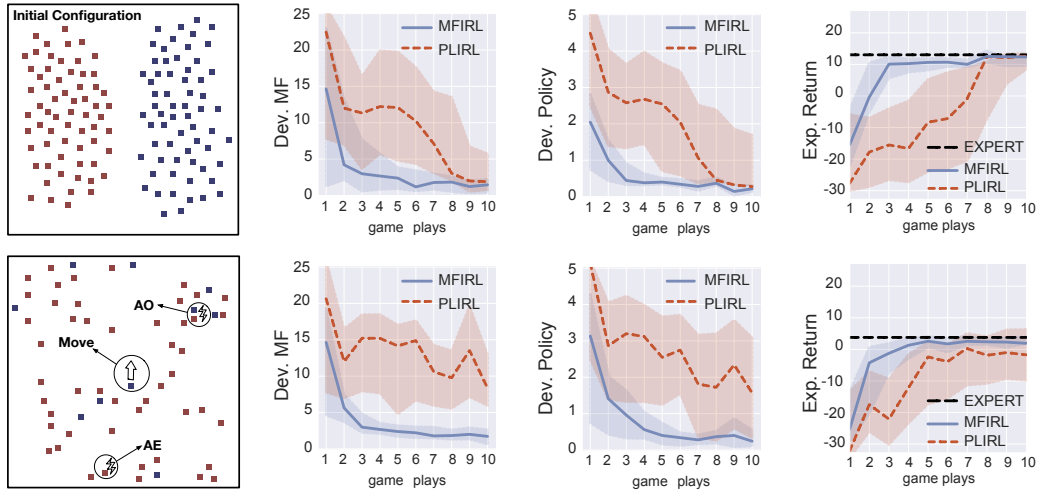 Initial Configuration
25
20
15
10
5
0
Dev. MF
MFIRL
PLIRL
1 2 3 4 5 6 7 8 9 10
game plays
5
4
3
2
1
0
Dev. Policy
MFIRL
PLIRL
1 2 3 4 5 6 7 8 9 10
game plays
20
10
0
-10
-20
-30
Exp. Return
EXPERT
MFIRL
PLIRL
1 2 3 4 5 6 7 8 9 10
game plays
AO
Move
AE
25
20
15
10
5
0
Dev. MF
MFIRL
PLIRL
1 2 3 4 5 6 7 8 9 10
game plays
5
4
3
2
1
0
Dev. Policy
MFIRL
PLIRL
1 2 3 4 5 6 7 8 9 10
game plays
20
10
0
-10
-20
-30
Exp. Return
EXPERT
MFIRL
PLIRL
1 2 3 4 5 6 7 8 9 10
game plays